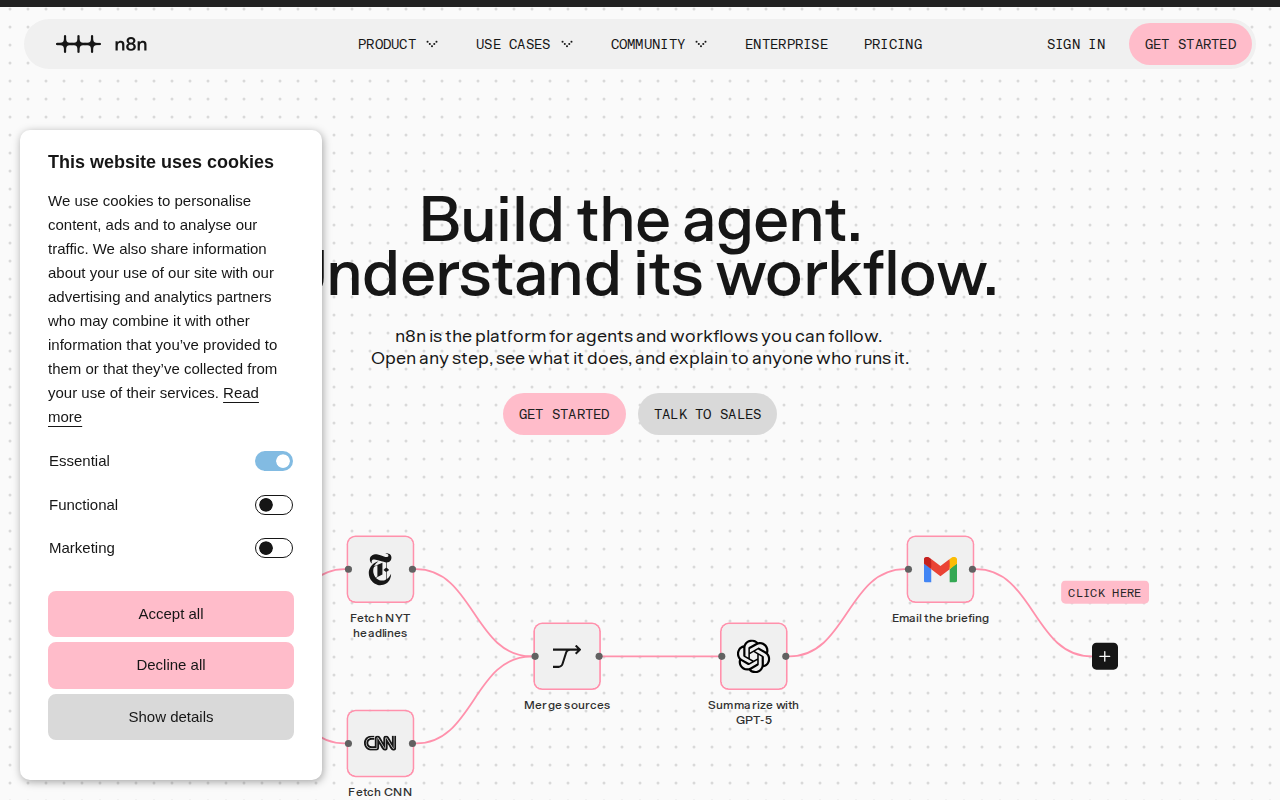 n8n
PRODUCT
USE CASES
COMMUNITY
ENTERPRISE
PRICING
SIGN IN
GET STARTED
This website uses cookies
We use cookies to personalise
content, ads and to analyse our
traffic. We also share information
about your use of our site with our
advertising and analytics partners
who may combine it with other
information that you’ve provided to
them or that they’ve collected from
your use of their services. Read
more
Essential
Functional
Marketing
Accept all
Decline all
Show details
Build the agent.
nderstand its workflow.
n8n is the platform for agents and workflows you can follow.
Open any step, see what it does, and explain to anyone who runs it.
GET STARTED
TALK TO SALES
Fetch NYT
headlines
Merge sources
Summarize with
GPT-5
Email the briefing
CLICK HERE
CNN
Fetch CNN